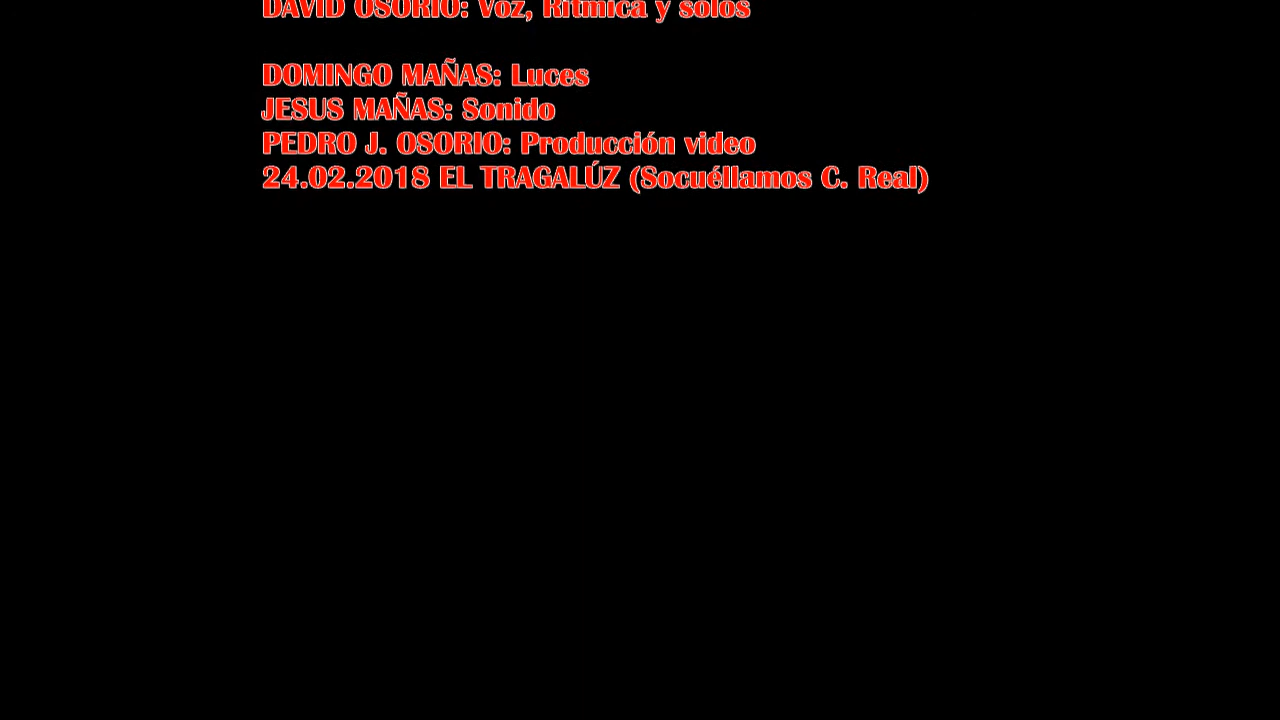 DAVID OSORIO: Voz, Rítmica y solos
DOMINGO MAÑAS: Luces
JESUS MAÑAS: Sonido
PEDRO J. OSORIO: Producción video
24.02.2018 EL TRAGALÚZ (Socuéllamos C. Real)